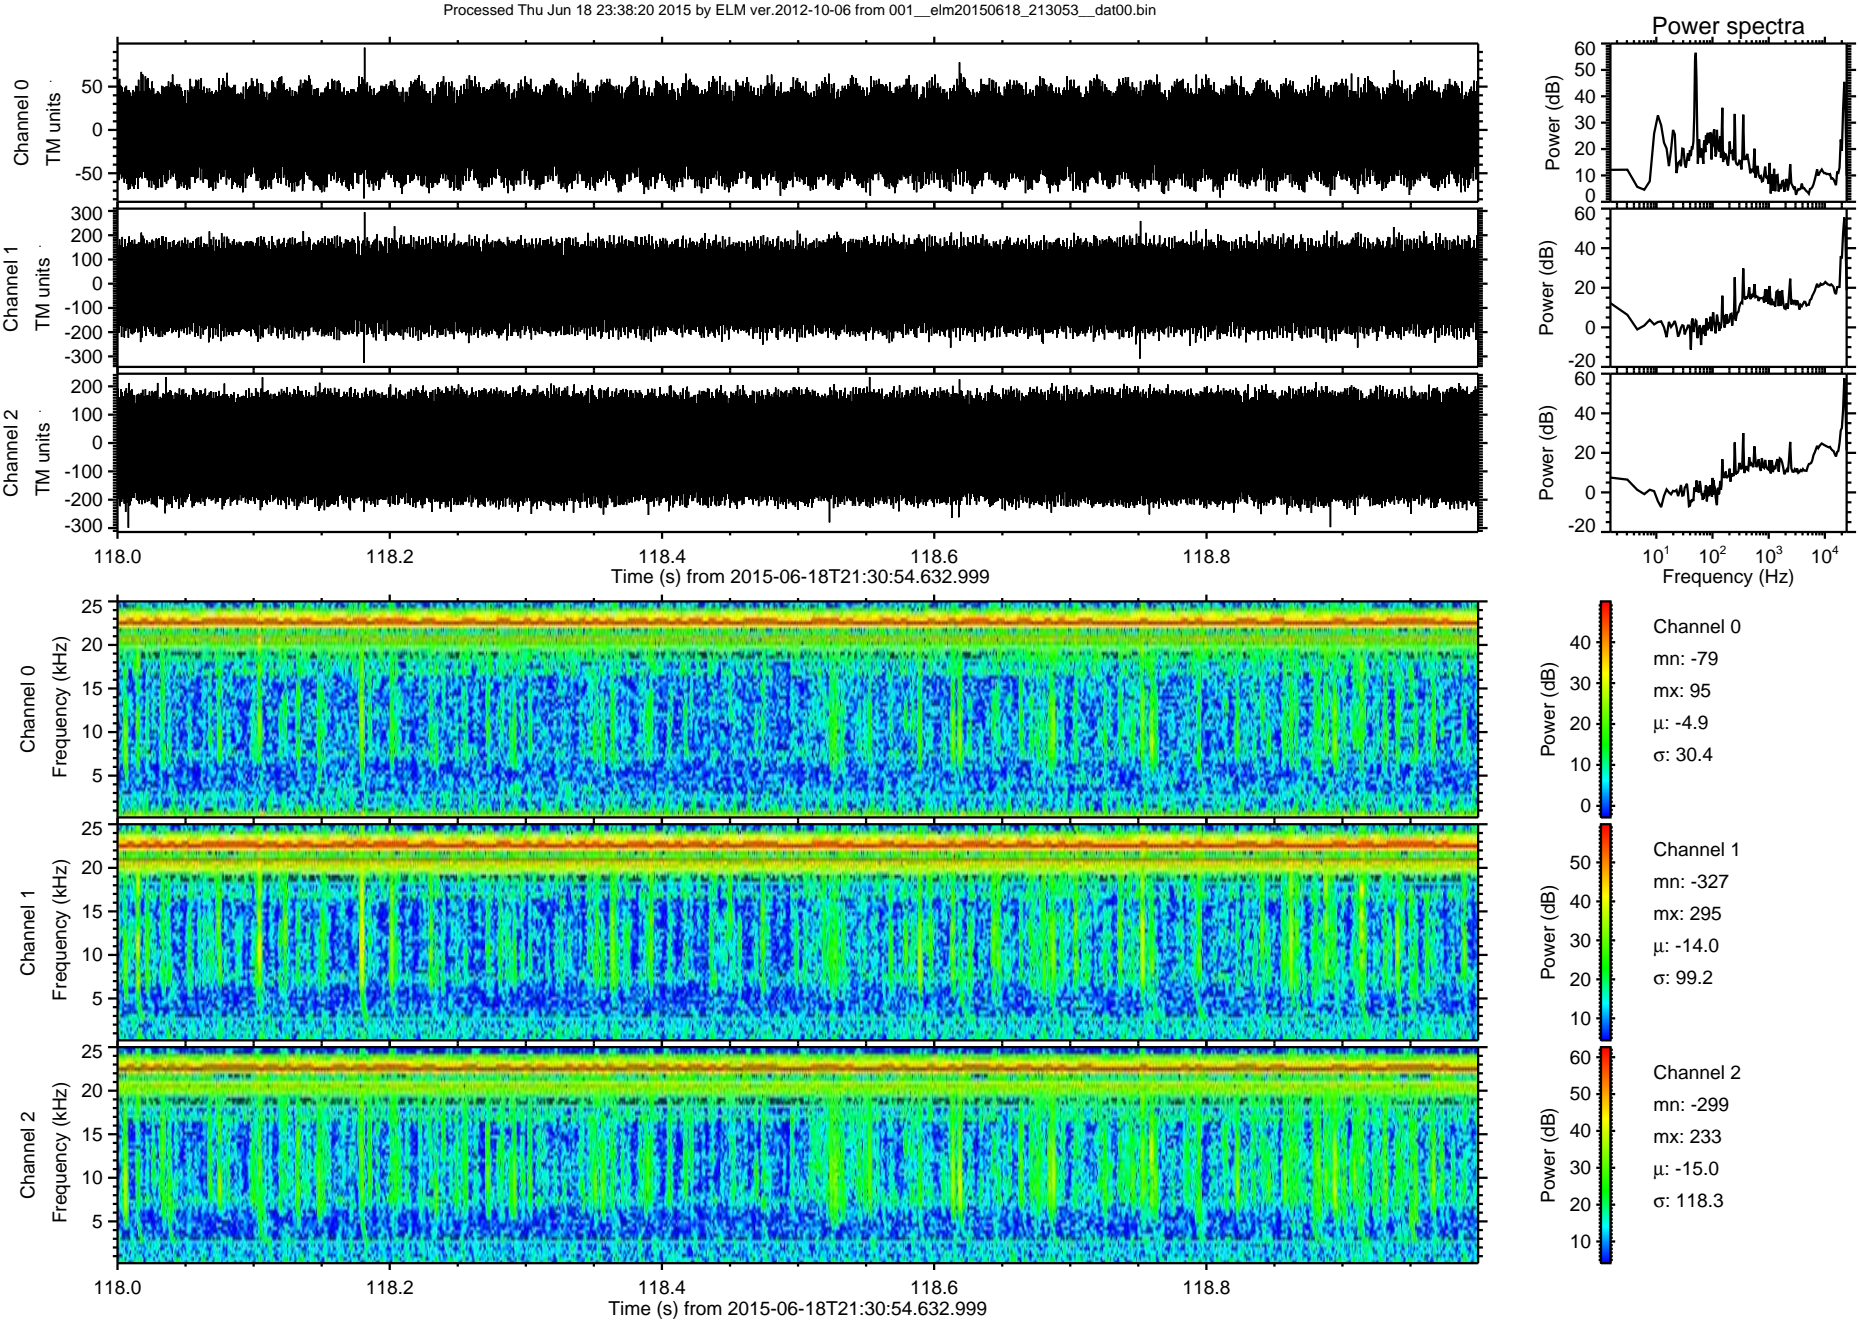 Processed Thu Jun 18 23:38:20 2015 by ELM ver.2012-10-06 from 001__elm20150618_213053__dat00.bin
Power spectra
Channel 0
TM units
50
0
-50
Power (dB)
60
50
40
30
20
10
0
Channel 1
TM units
300
200
100
0
-100
-200
-300
Power (dB)
60
40
20
0
-20
Channel 2
TM units
200
100
0
-100
-200
-300
Power (dB)
60
40
20
0
-20
118.0 118.2 118.4 118.6 118.8
Time (s) from 2015-06-18T21:30:54.632.999
10^1 10^2 10^3 10^4
Frequency (Hz)
Channel 0
Frequency (kHz)
25
20
15
10
5
Power (dB)
40
30
20
10
0
Channel 0
mn: -79
mx: 95
μ: -4.9
σ: 30.4
Channel 1
Frequency (kHz)
25
20
15
10
5
Power (dB)
50
40
30
20
10
Channel 1
mn: -327
mx: 295
μ: -14.0
σ: 99.2
Channel 2
Frequency (kHz)
25
20
15
10
5
Power (dB)
60
50
40
30
20
10
Channel 2
mn: -299
mx: 233
μ: -15.0
σ: 118.3
118.0 118.2 118.4 118.6 118.8
Time (s) from 2015-06-18T21:30:54.632.999